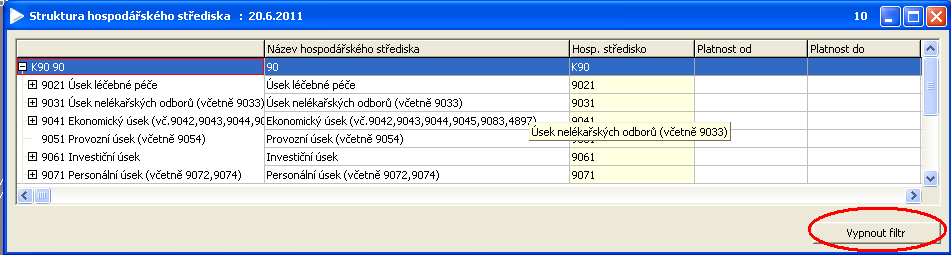 Struktura hospodářského střediska : 20.6.2011 10
Název hospodářského střediska Hosp. středisko Platnost od Platnost do
K90 90 90 K90
9021 Úsek léčebné péče Úsek léčebné péče 9021
9031 Úsek nelékařských odborů (včetně 9033) Úsek nelékařských odborů (včetně 9033) 9031
9041 Ekonomický úsek (vč.9042,9043,9044,90 Ekonomický úsek (vč.9042,9043,9044,9045,9083,4897) 9041
Úsek nelékařských odborů (včetně 9033)
9051 Provozní úsek (včetně 9054) Provozní úsek (včetně 9054)
9061 Investiční úsek Investiční úsek 9061
9071 Personální úsek (včetně 9072,9074) Personální úsek (včetně 9072,9074) 9071
Vypnout filtr